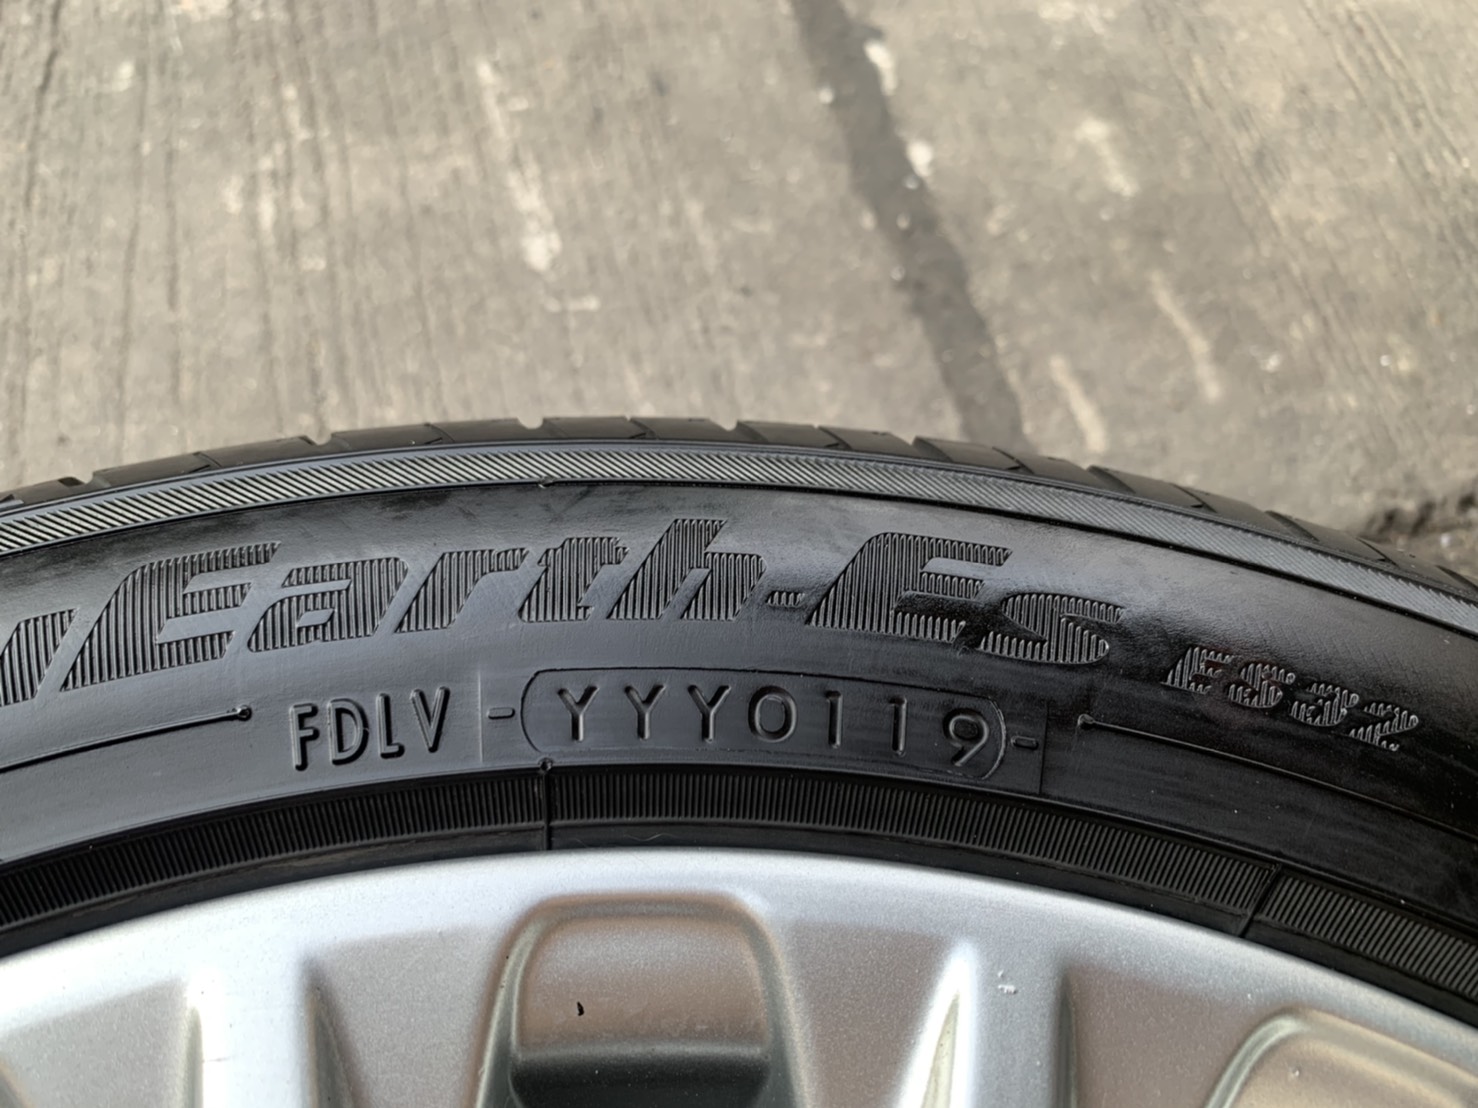 Earth-Es ES32
FDLV - YYY0119 -